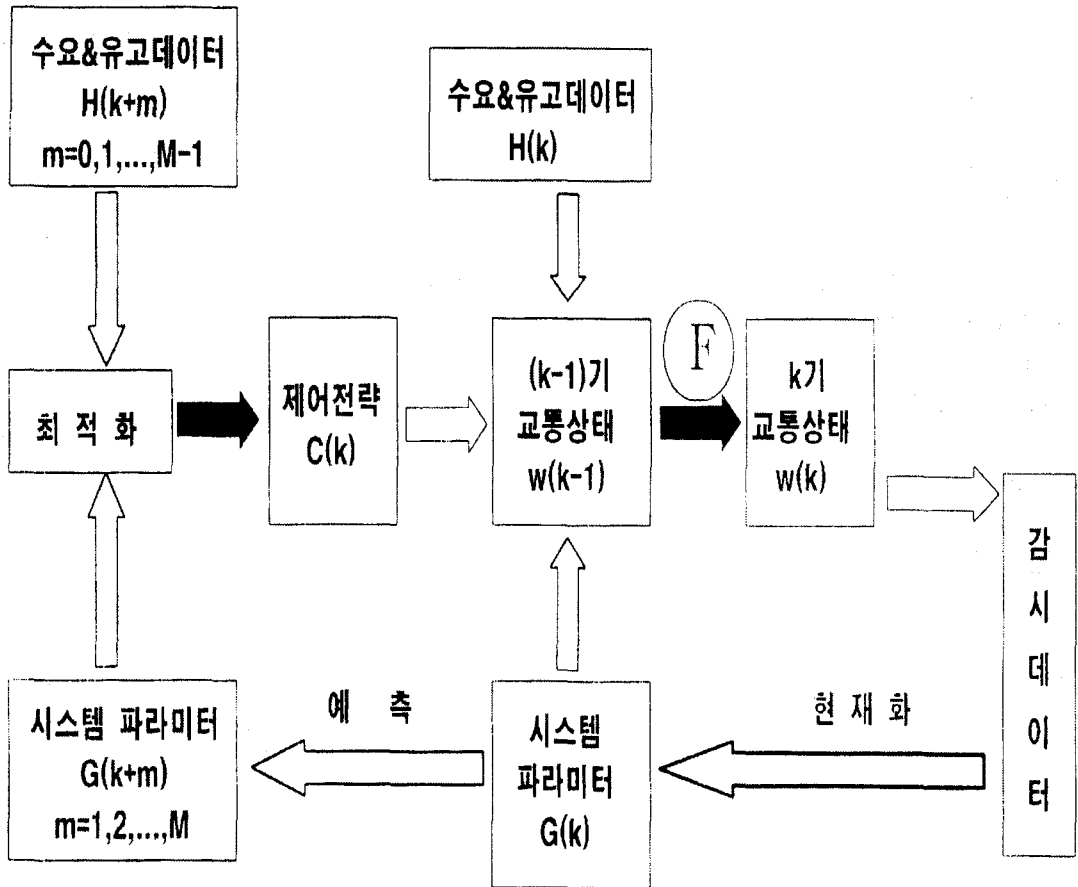 수요&유고데이터
H(k+m)
m=0,1,...,M-1
수요&유고데이터
H(k)
최 적 화
제어전략
C(k)
(k-1)기
교통상태
w(k-1)
F
k기
교통상태
w(k)
감
시
데
이
터
시스템 파라미터
G(k+m)
m=1,2,...,M
예 측
시스템
파라미터
G(k)
현 재 화